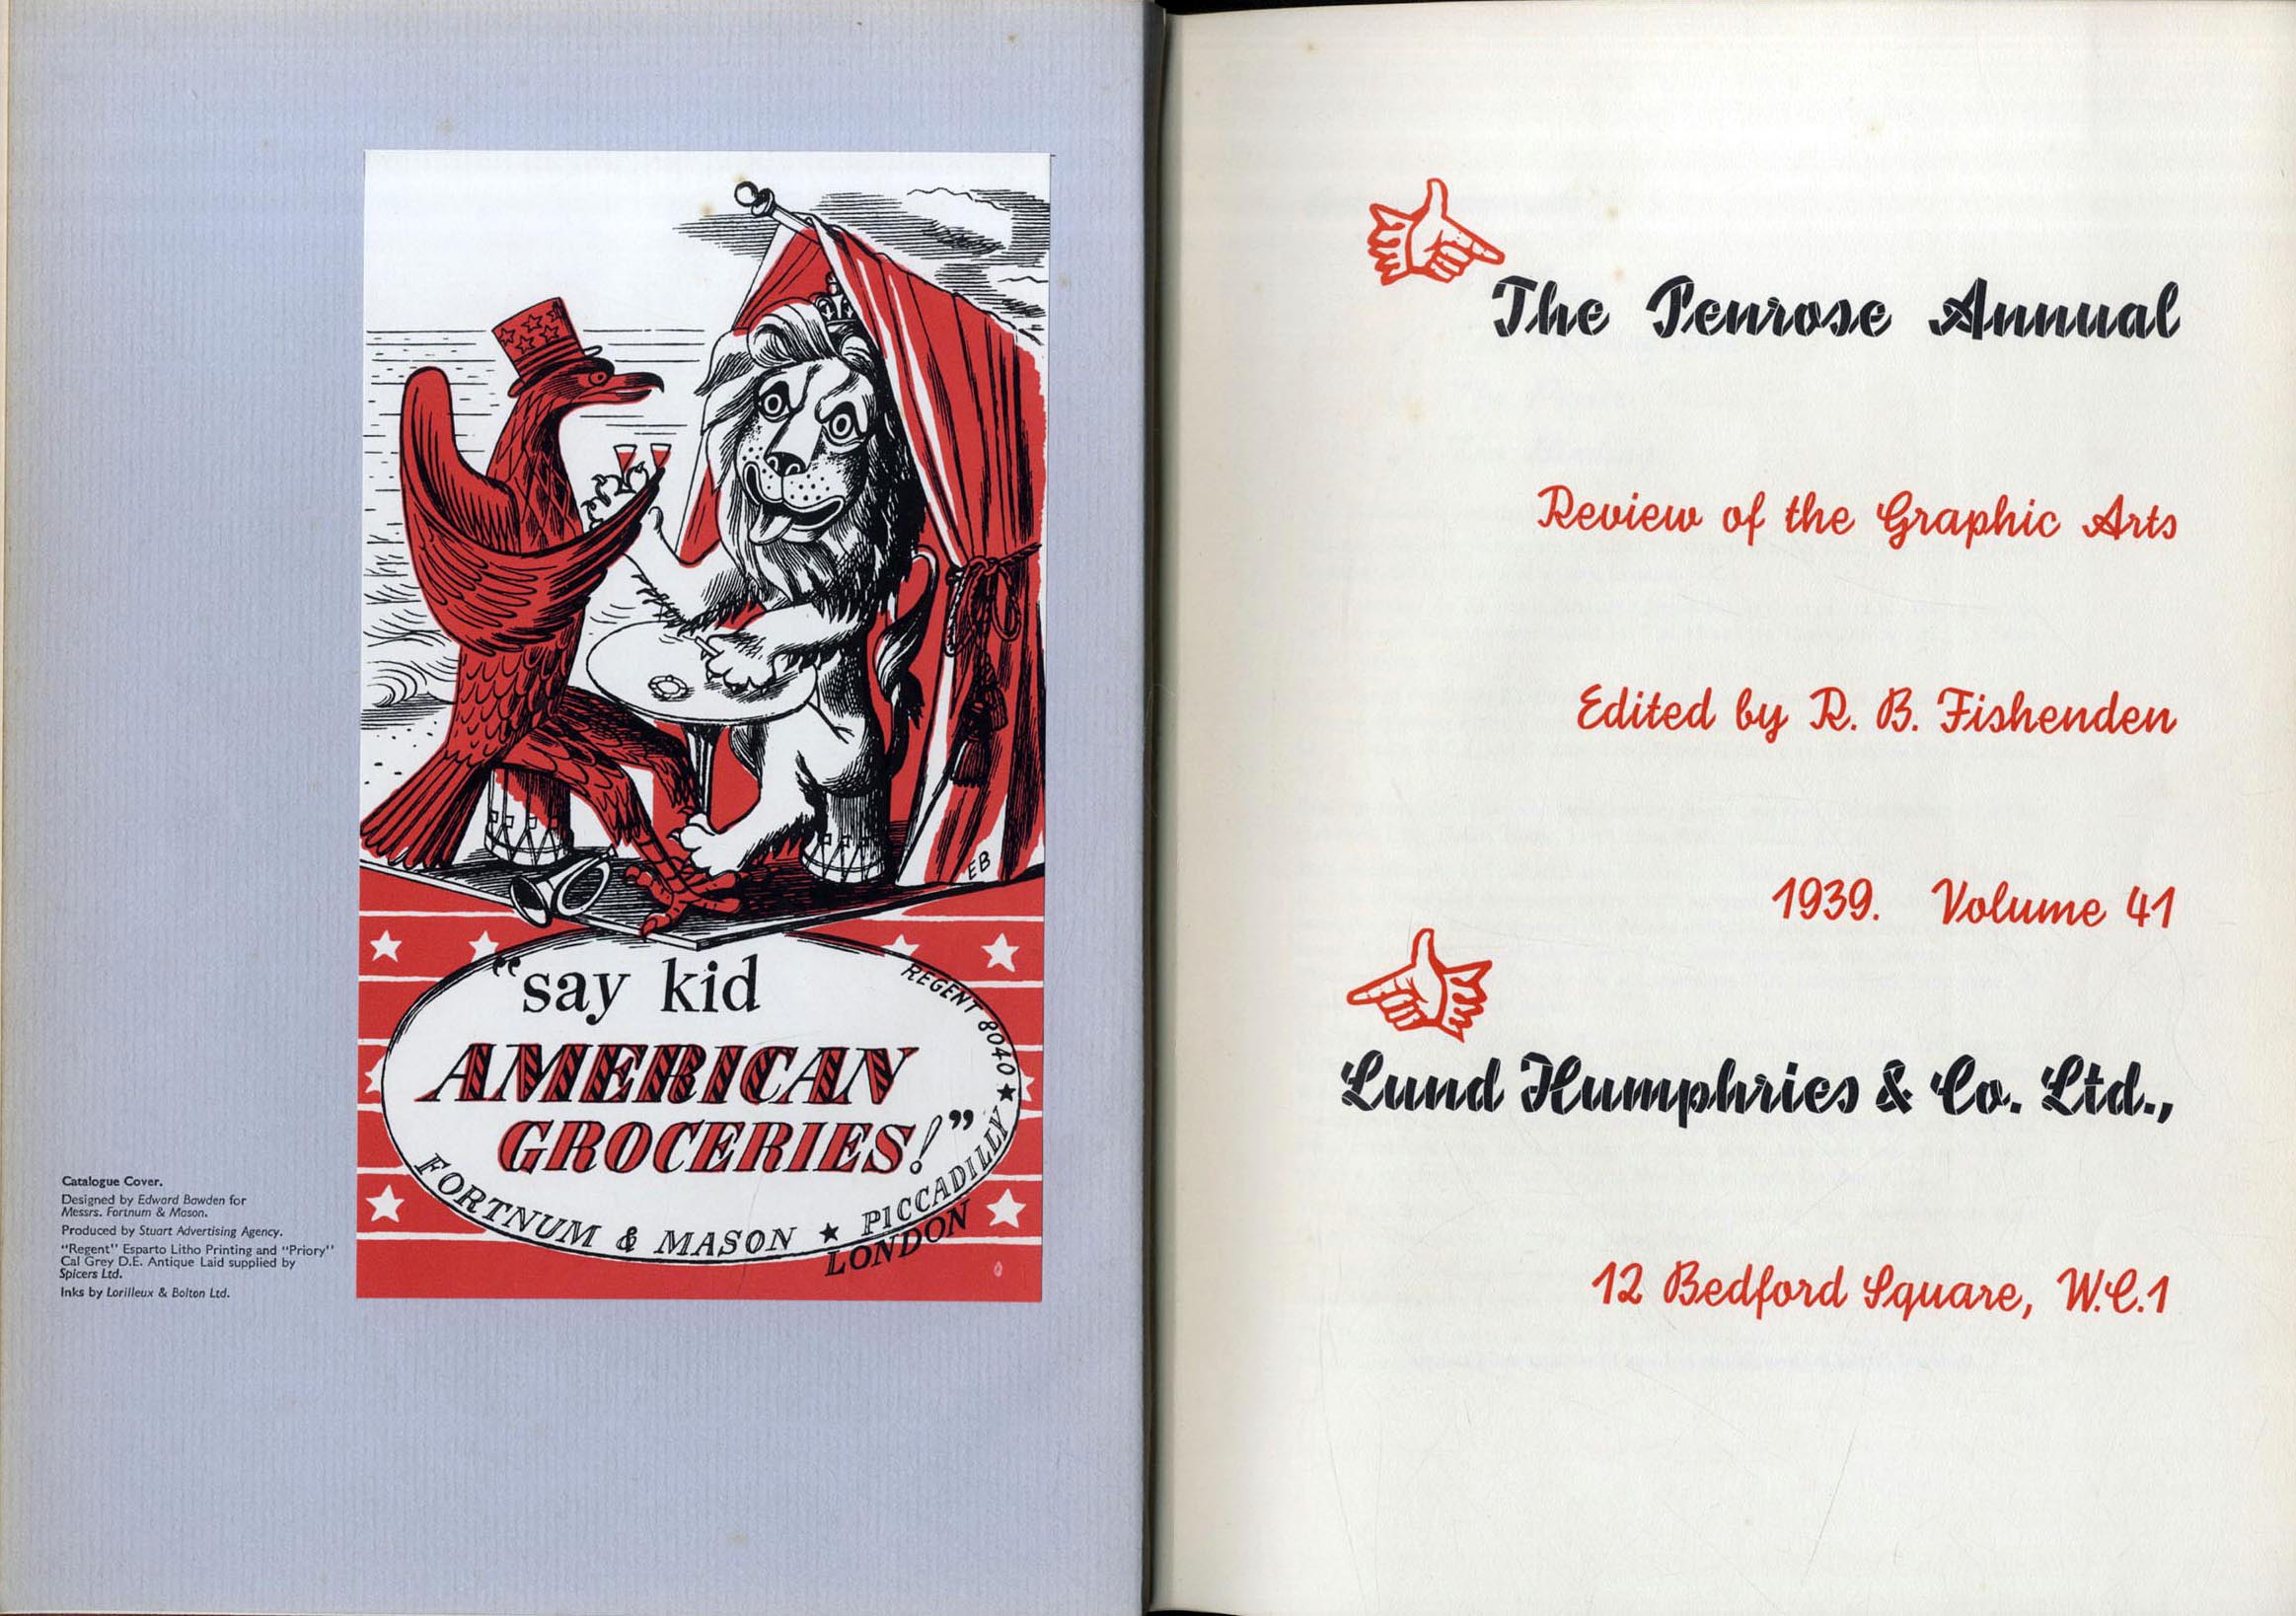 EB
"say kid
AMERICAN
GROCERIES!"
REGENT 8040 ★
FORTNUM & MASON ★ PICCADILLY
LONDON
Catalogue Cover.
Designed by Edward Bawden for
Messrs. Fortnum & Mason.
Produced by Stuart Advertising Agency.
"Regent" Esparto Litho Printing and "Priory"
Cal Grey D.E. Antique Laid supplied by
Spicers Ltd.
Inks by Lorilleux & Bolton Ltd.
The Penrose Annual
Review of the Graphic Arts
Edited by R. B. Fishenden
1939. Volume 41
Lund Humphries & Co. Ltd.,
12 Bedford Square, W.C.1